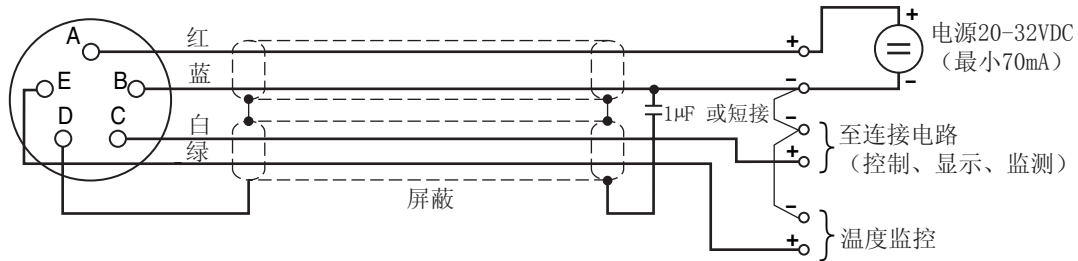 A
E
B
D
C
红
蓝
白
绿
屏蔽
1μF 或短接
+
−
−
+
−
+
+
−
电源20-32VDC
（最小70mA）
至连接电路
（控制、显示、监测）
温度监控